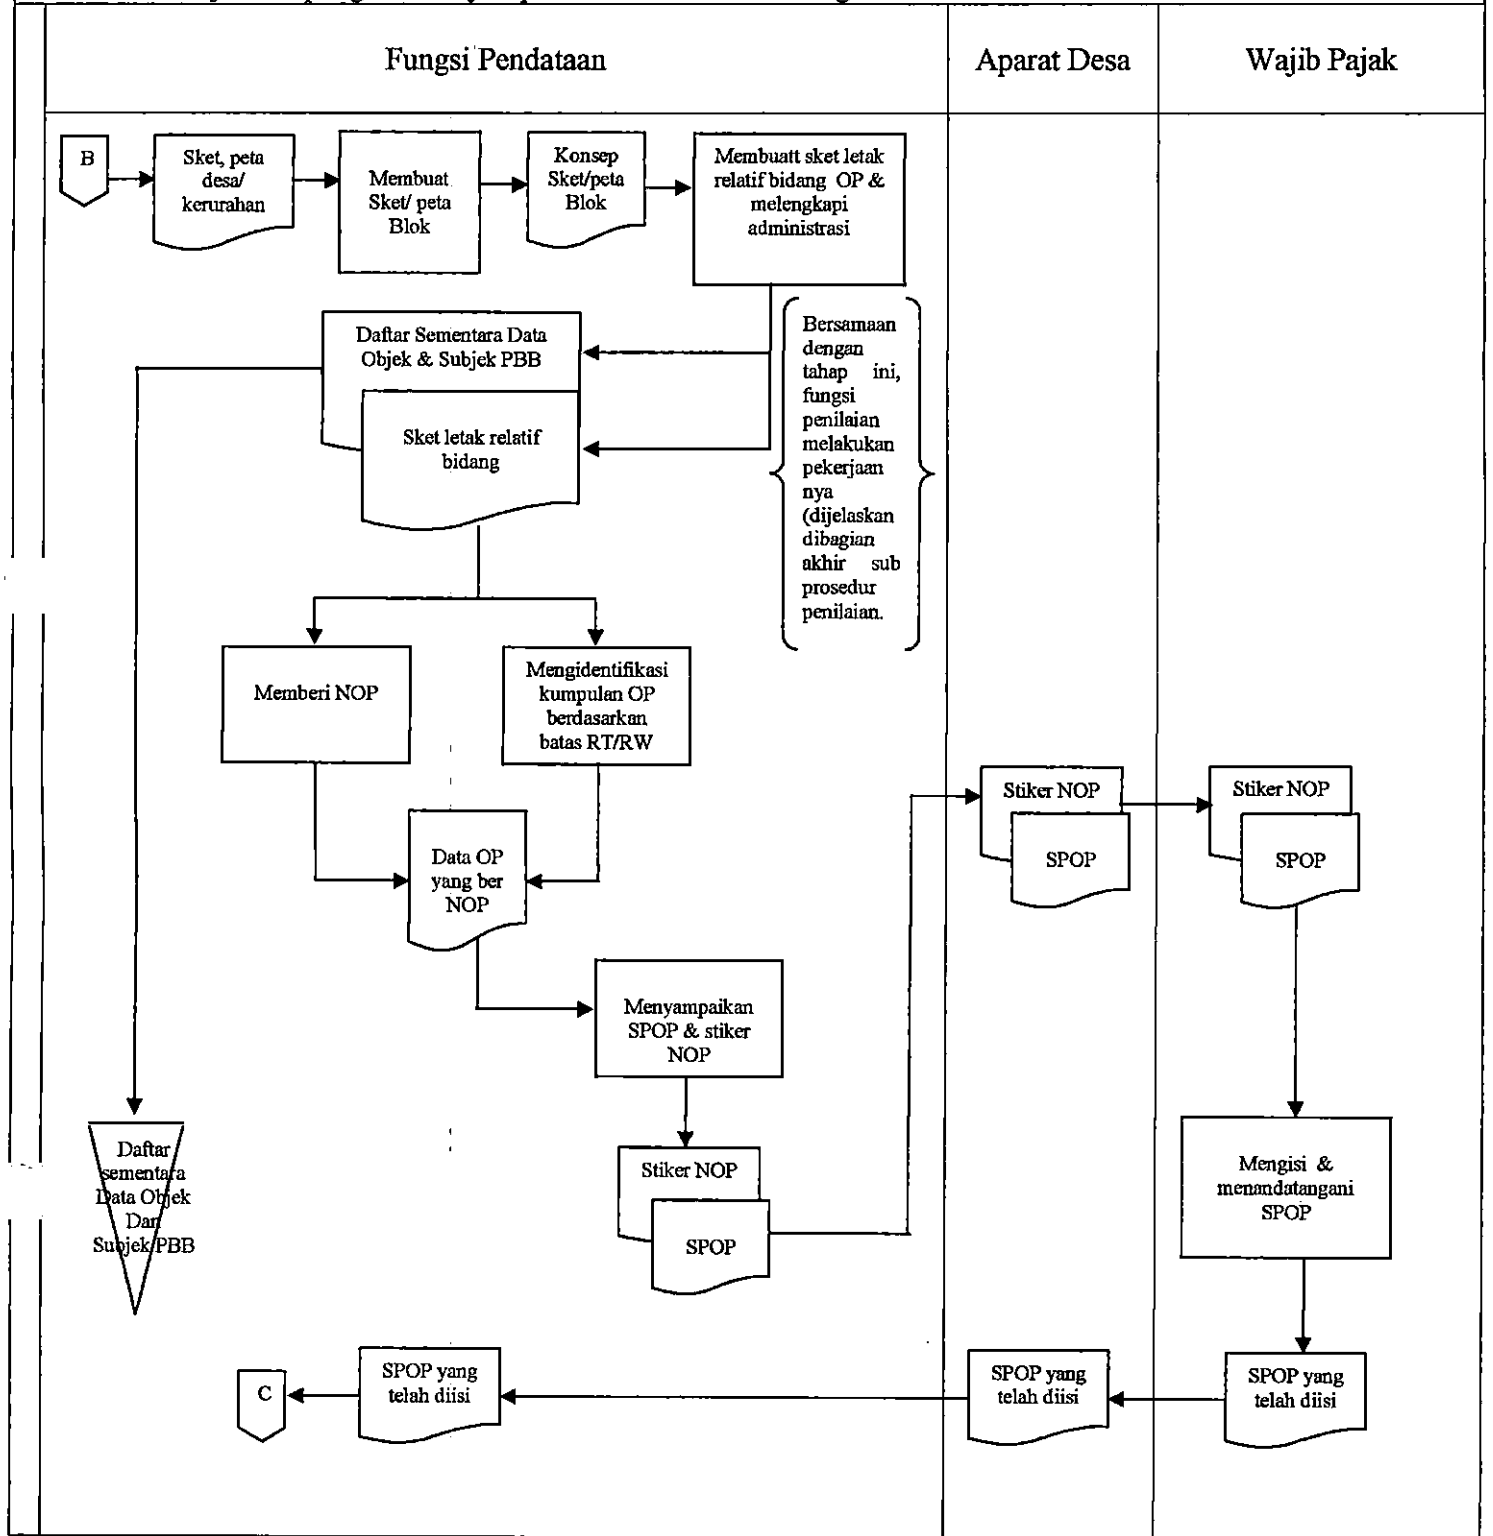 Fungsi Pendataan
Aparat Desa
Wajib Pajak
B
Sket, peta
desa/
kerurahan
Membuat
Sket/ peta
Blok
Konsep
Sket/peta
Blok
Membuatt sket letak
relatif bidang OP &
melengkapi
administrasi
Daftar Sementara Data
Objek & Subjek PBB
Sket letak relatif
bidang
Bersamaan
dengan
tahap ini,
fungsi
penilaian
melakukan
pekerjaan
nya
(dijelaskan
dibagian
akhir sub
prosedur
penilaian.
Memberi NOP
Mengidentifikasi
kumpulan OP
berdasarkan
batas RT/RW
Data OP
yang ber
NOP
Stiker NOP
SPOP
Stiker NOP
SPOP
Menyampaikan
SPOP & stiker
NOP
Stiker NOP
SPOP
Daftar
sementara
Data Objek
Dan
Subjek PBB
Mengisi &
menandatangani
SPOP
C
SPOP yang
telah diisi
SPOP yang
telah diisi
SPOP yang
telah diisi